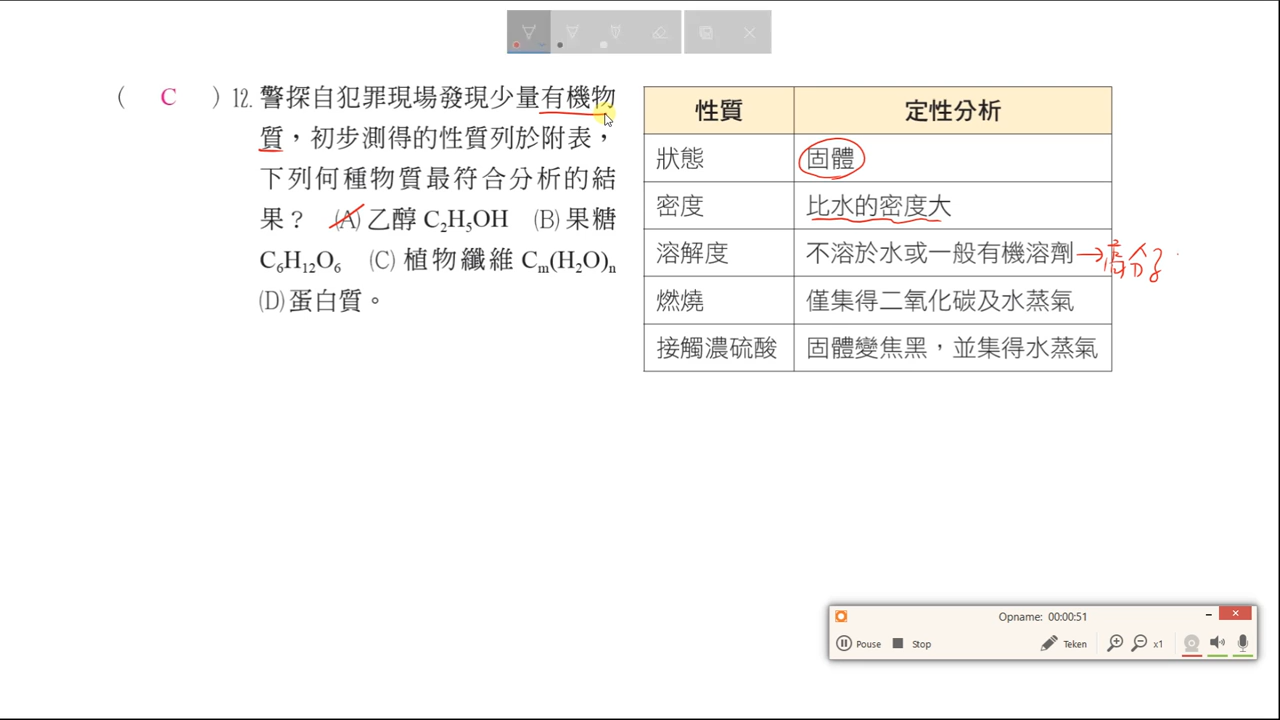 ( C ) 12. 警探自犯罪現場發現少量有機物
質，初步測得的性質列於附表，
下列何種物質最符合分析的結
果？ (A)乙醇 C₂H₅OH (B)果糖
C₆H₁₂O₆ (C)植物纖維 Cₘ(H₂O)ₙ
(D)蛋白質。
性質 定性分析
狀態 固體
密度 比水的密度大
溶解度 不溶於水或一般有機溶劑 →高分子
燃燒 僅集得二氧化碳及水蒸氣
接觸濃硫酸 固體變焦黑，並集得水蒸氣
Opname: 00:00:51
Pause Stop Teken x1